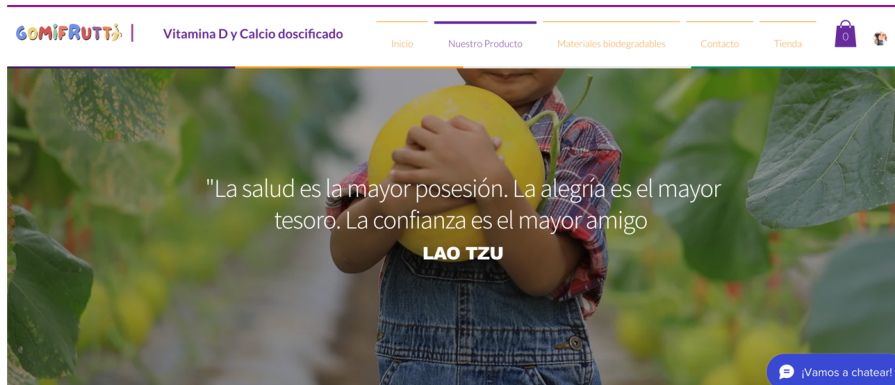 GOMiFRUTTi
Vitamina D y Calcio doscificado
Inicio
Nuestro Producto
Materiales biodegradables
Contacto
Tienda
0
"La salud es la mayor posesión. La alegría es el mayor
tesoro. La confianza es el mayor amigo
LAO TZU
¡Vamos a chatear!